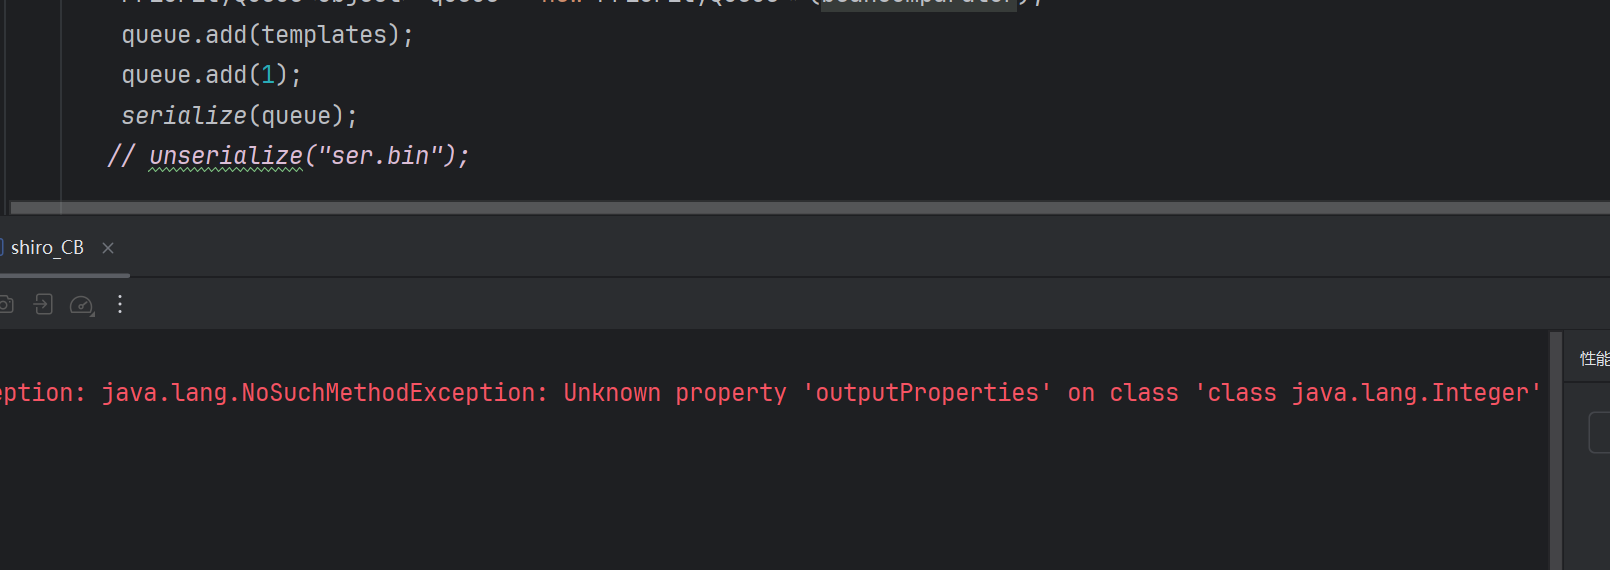 queue.add(templates);
queue.add(1);
serialize(queue);
// unserialize("ser.bin");
shiro_CB
eption: java.lang.NoSuchMethodException: Unknown property 'outputProperties' on class 'class java.lang.Integer'
性能